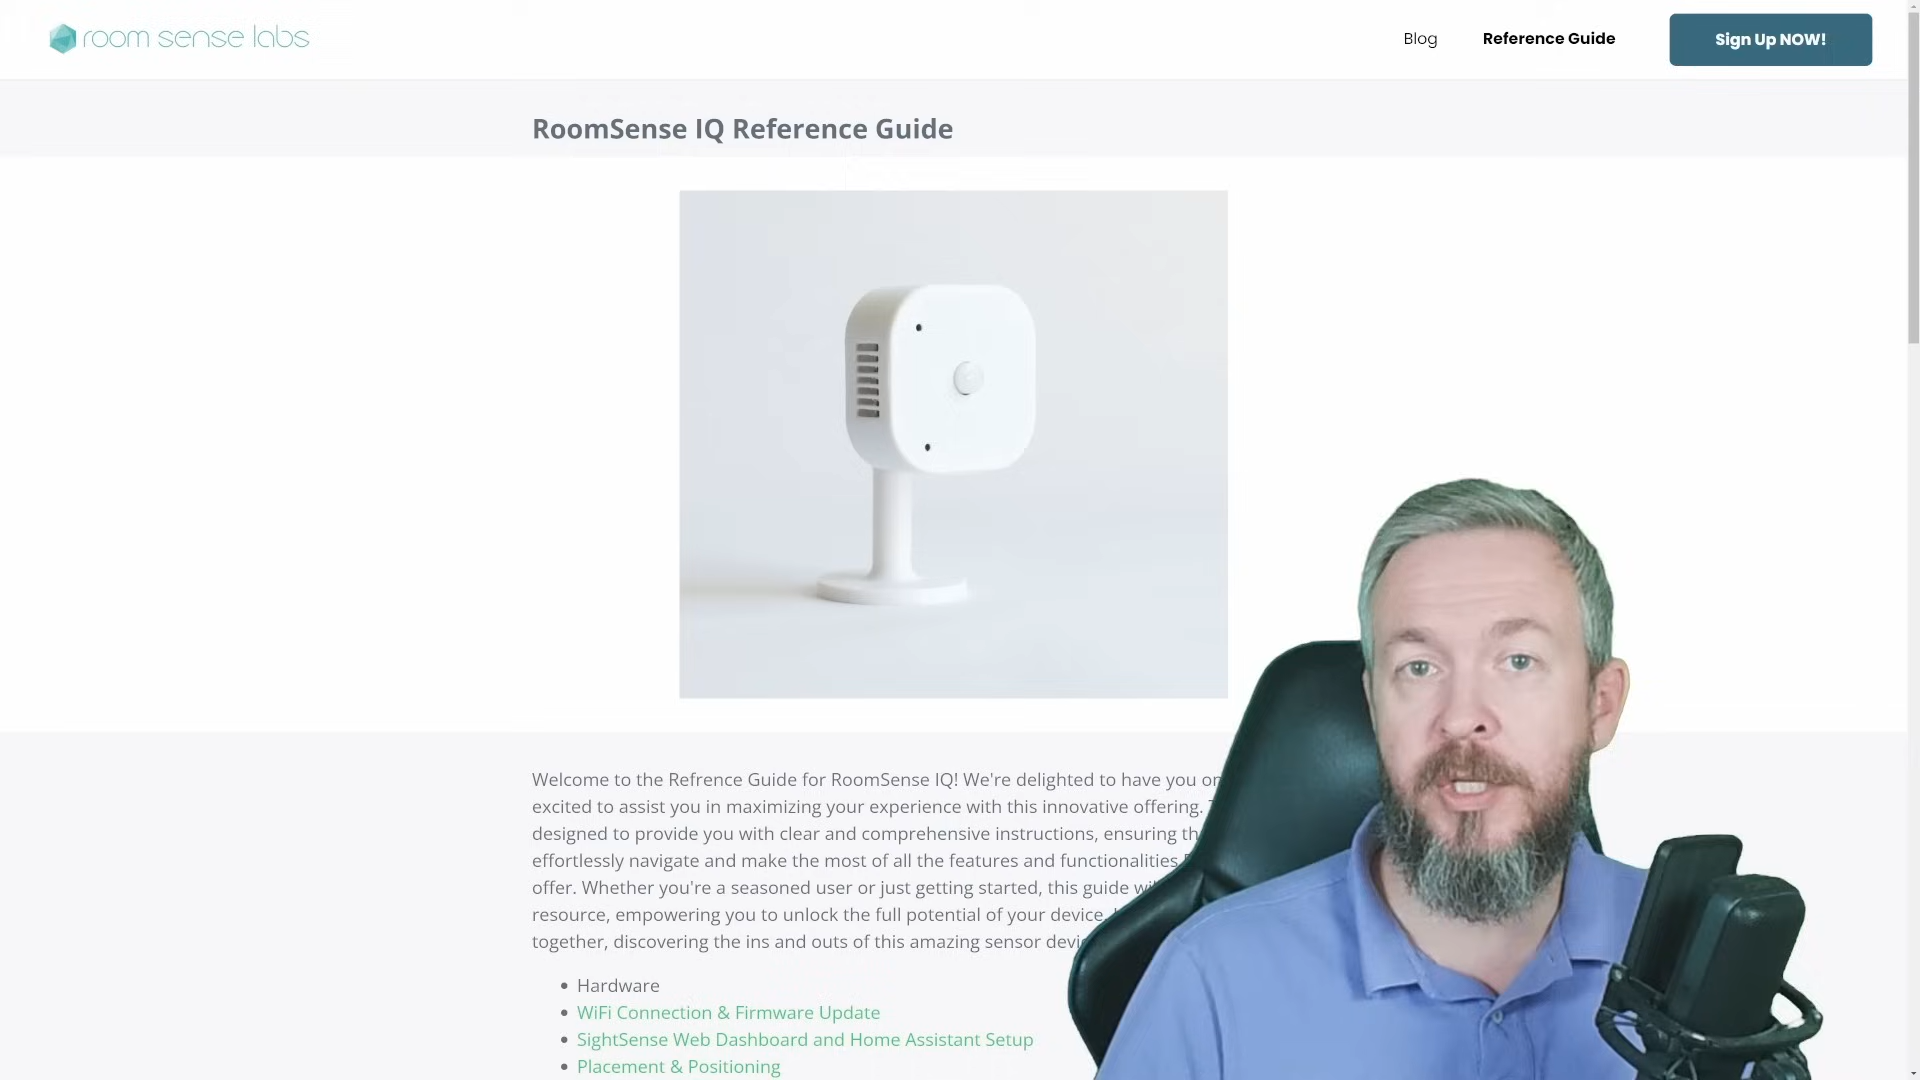 room sense labs
Blog
Reference Guide
Sign Up NOW!
RoomSense IQ Reference Guide
Welcome to the Refrence Guide for RoomSense IQ! We're delighted to have you
excited to assist you in maximizing your experience with this innovative offering.
designed to provide you with clear and comprehensive instructions, ensuring
effortlessly navigate and make the most of all the features and functionalities
offer. Whether you're a seasoned user or just getting started, this guide
resource, empowering you to unlock the full potential of your device.
together, discovering the ins and outs of this amazing sensor
Hardware
WiFi Connection & Firmware Update
SightSense Web Dashboard and Home Assistant Setup
Placement & Positioning